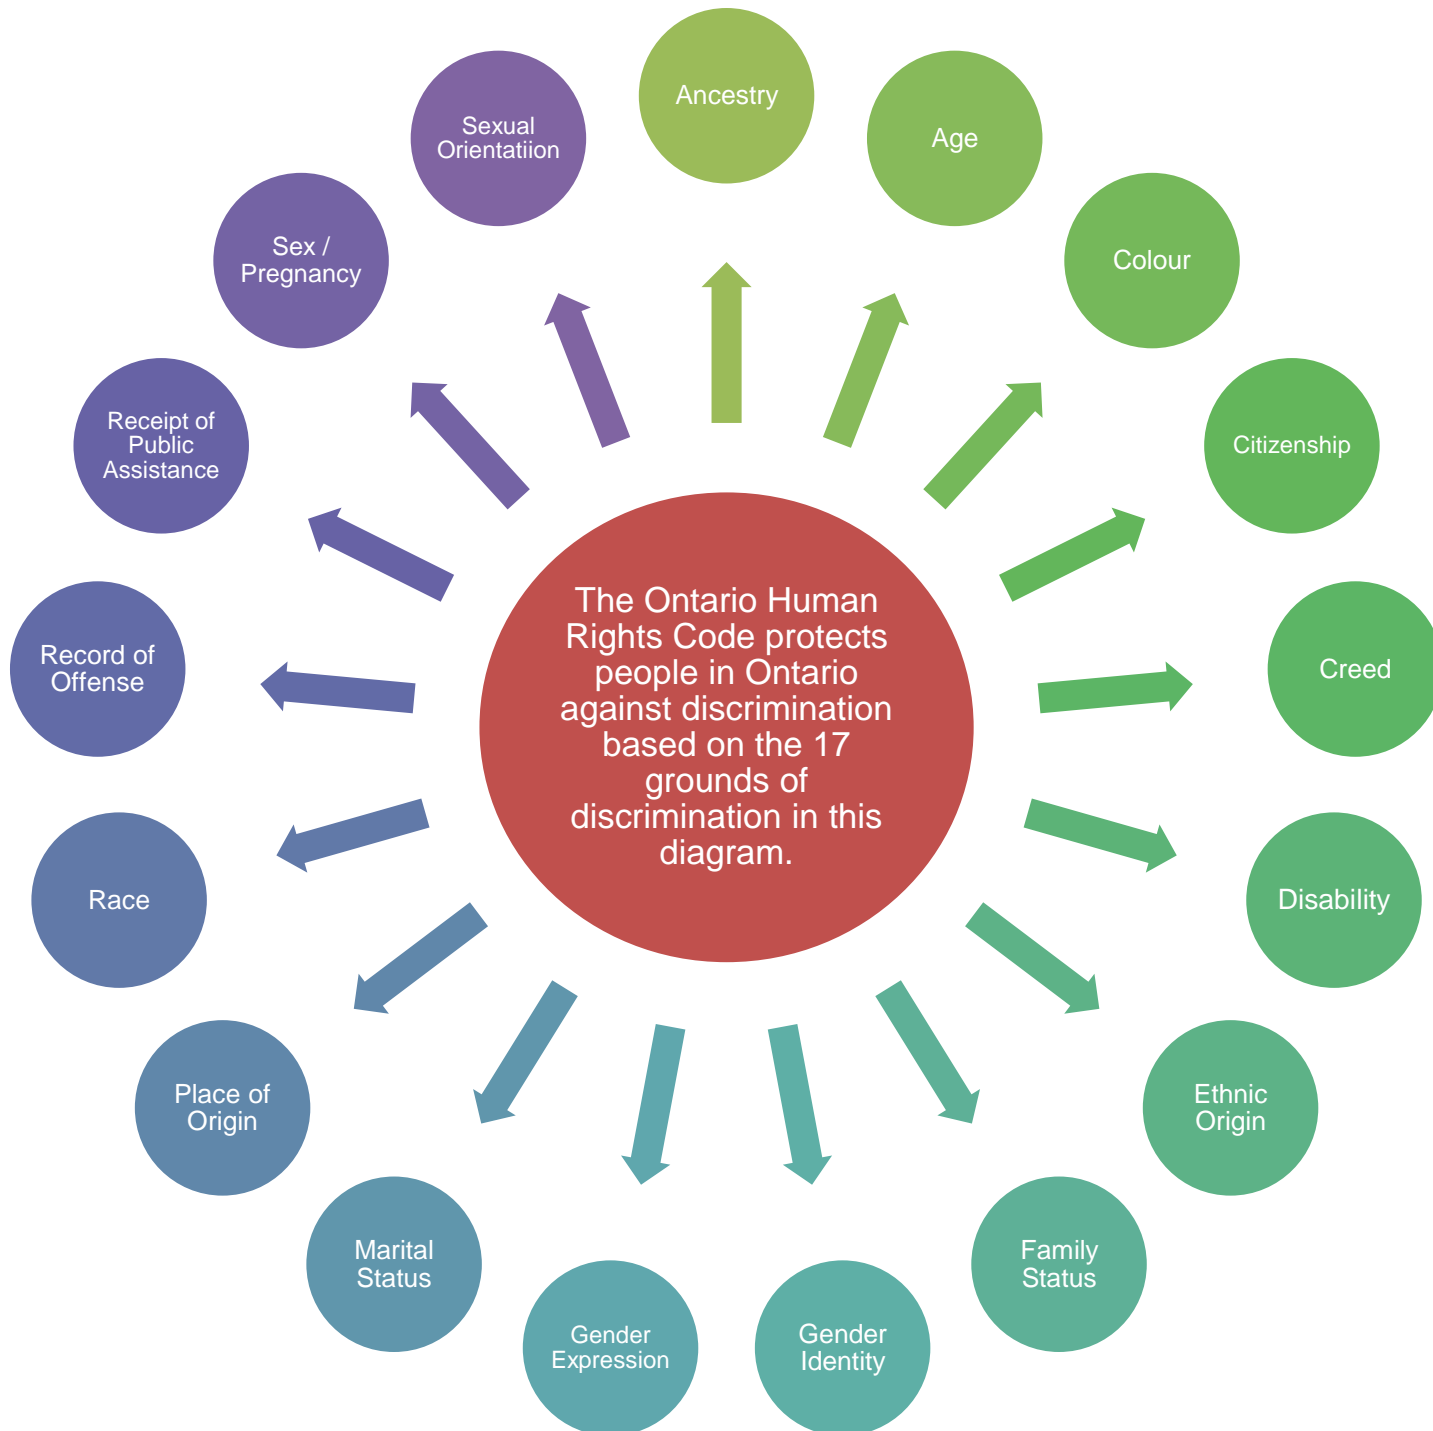 Ancestry
Age
Colour
Citizenship
Creed
Disability
Ethnic
Origin
Family
Status
Gender
Identity
Gender
Expression
Marital
Status
Place of
Origin
Race
Record of
Offense
Receipt of
Public
Assistance
Sex /
Pregnancy
Sexual
Orientatiion
The Ontario Human
Rights Code protects
people in Ontario
against discrimination
based on the 17
grounds of
discrimination in this
diagram.